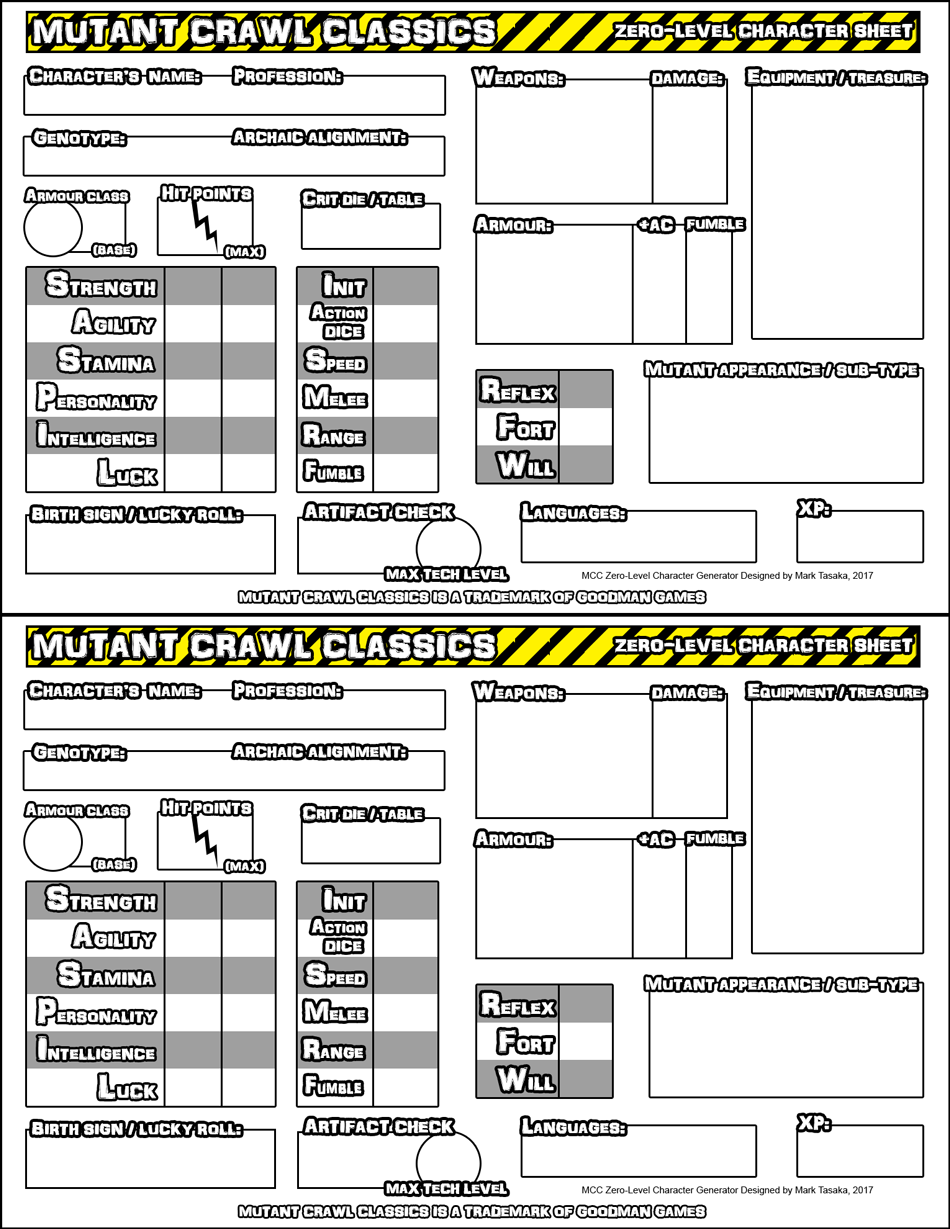 MUTANT CRAWL CLASSICS ZERO-LEVEL CHARACTER SHEET
CHARACTER'S NAME: PROFESSION:
WEAPONS: DAMAGE: EQUIPMENT / TREASURE:
GENOTYPE: ARCHAIC ALIGNMENT:
ARMOUR CLASS HIT POINTS CRIT DIE / TABLE
(BASE) (MAX)
ARMOUR: +AC FUMBLE
STRENGTH INIT
AGILITY ACTION DICE
STAMINA SPEED
PERSONALITY MELEE
INTELLIGENCE RANGE
LUCK FUMBLE
MUTANT APPEARANCE / SUB-TYPE
REFLEX
FORT
WILL
BIRTH SIGN / LUCKY ROLL: ARTIFACT CHECK LANGUAGES: XP:
MAX TECH LEVEL MCC Zero-Level Character Generator Designed by Mark Tasaka, 2017
MUTANT CRAWL CLASSICS IS A TRADEMARK OF GOODMAN GAMES
MUTANT CRAWL CLASSICS ZERO-LEVEL CHARACTER SHEET
CHARACTER'S NAME: PROFESSION:
WEAPONS: DAMAGE: EQUIPMENT / TREASURE:
GENOTYPE: ARCHAIC ALIGNMENT:
ARMOUR CLASS HIT POINTS CRIT DIE / TABLE
(BASE) (MAX)
ARMOUR: +AC FUMBLE
STRENGTH INIT
AGILITY ACTION DICE
STAMINA SPEED
PERSONALITY MELEE
INTELLIGENCE RANGE
LUCK FUMBLE
MUTANT APPEARANCE / SUB-TYPE
REFLEX
FORT
WILL
BIRTH SIGN / LUCKY ROLL: ARTIFACT CHECK LANGUAGES: XP:
MAX TECH LEVEL MCC Zero-Level Character Generator Designed by Mark Tasaka, 2017
MUTANT CRAWL CLASSICS IS A TRADEMARK OF GOODMAN GAMES